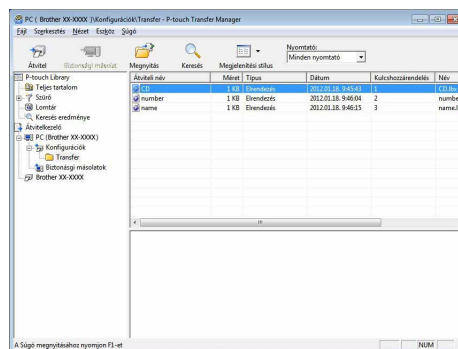 PC ( Brother XX-XXXX )\Konfigurációk\Transfer - P-touch Transfer Manager
Fájl Szerkesztés Nézet Eszköz Súgó
Átvitel Biztonsági másolat Megnyitás Keresés Megjelenítési stílus
Nyomtató:
Minden nyomtató
P-touch Library
Teljes tartalom
Szűrő
Lomtár
Keresés eredménye
Átvitelkezelő
PC (Brother XX-XXXX)
Konfigurációk
Transfer
Biztonsági másolatok
Brother XX-XXXX
Átviteli név Méret Típus Dátum Kulcshozzárendelés Név
CD 1 KB Elrendezés 2012.01.18. 9:45:43 1 CD.lbx
number 1 KB Elrendezés 2012.01.18. 9:46:04 2 numbe
name 1 KB Elrendezés 2012.01.18. 9:46:15 3 name.l
A Súgó megnyitásához nyomjon F1-et
NUM